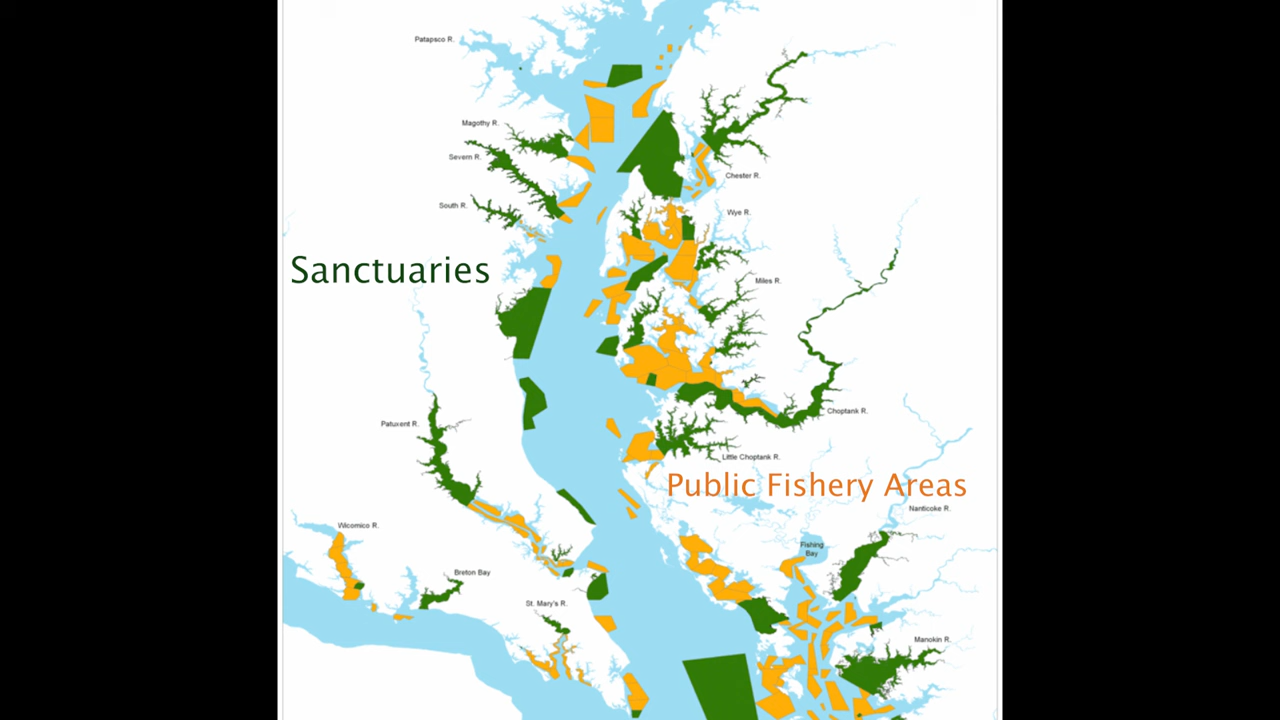 Patapsco R.
Magothy R.
Severn R.
Chester R.
South R.
Wye R.
Sanctuaries
Miles R.
Choptank R.
Patuxent R.
Little Choptank R.
Public Fishery Areas
Nanticoke R.
Wicomico R.
Fishing
Bay
Breton Bay
St. Mary's R.
Manokin R.